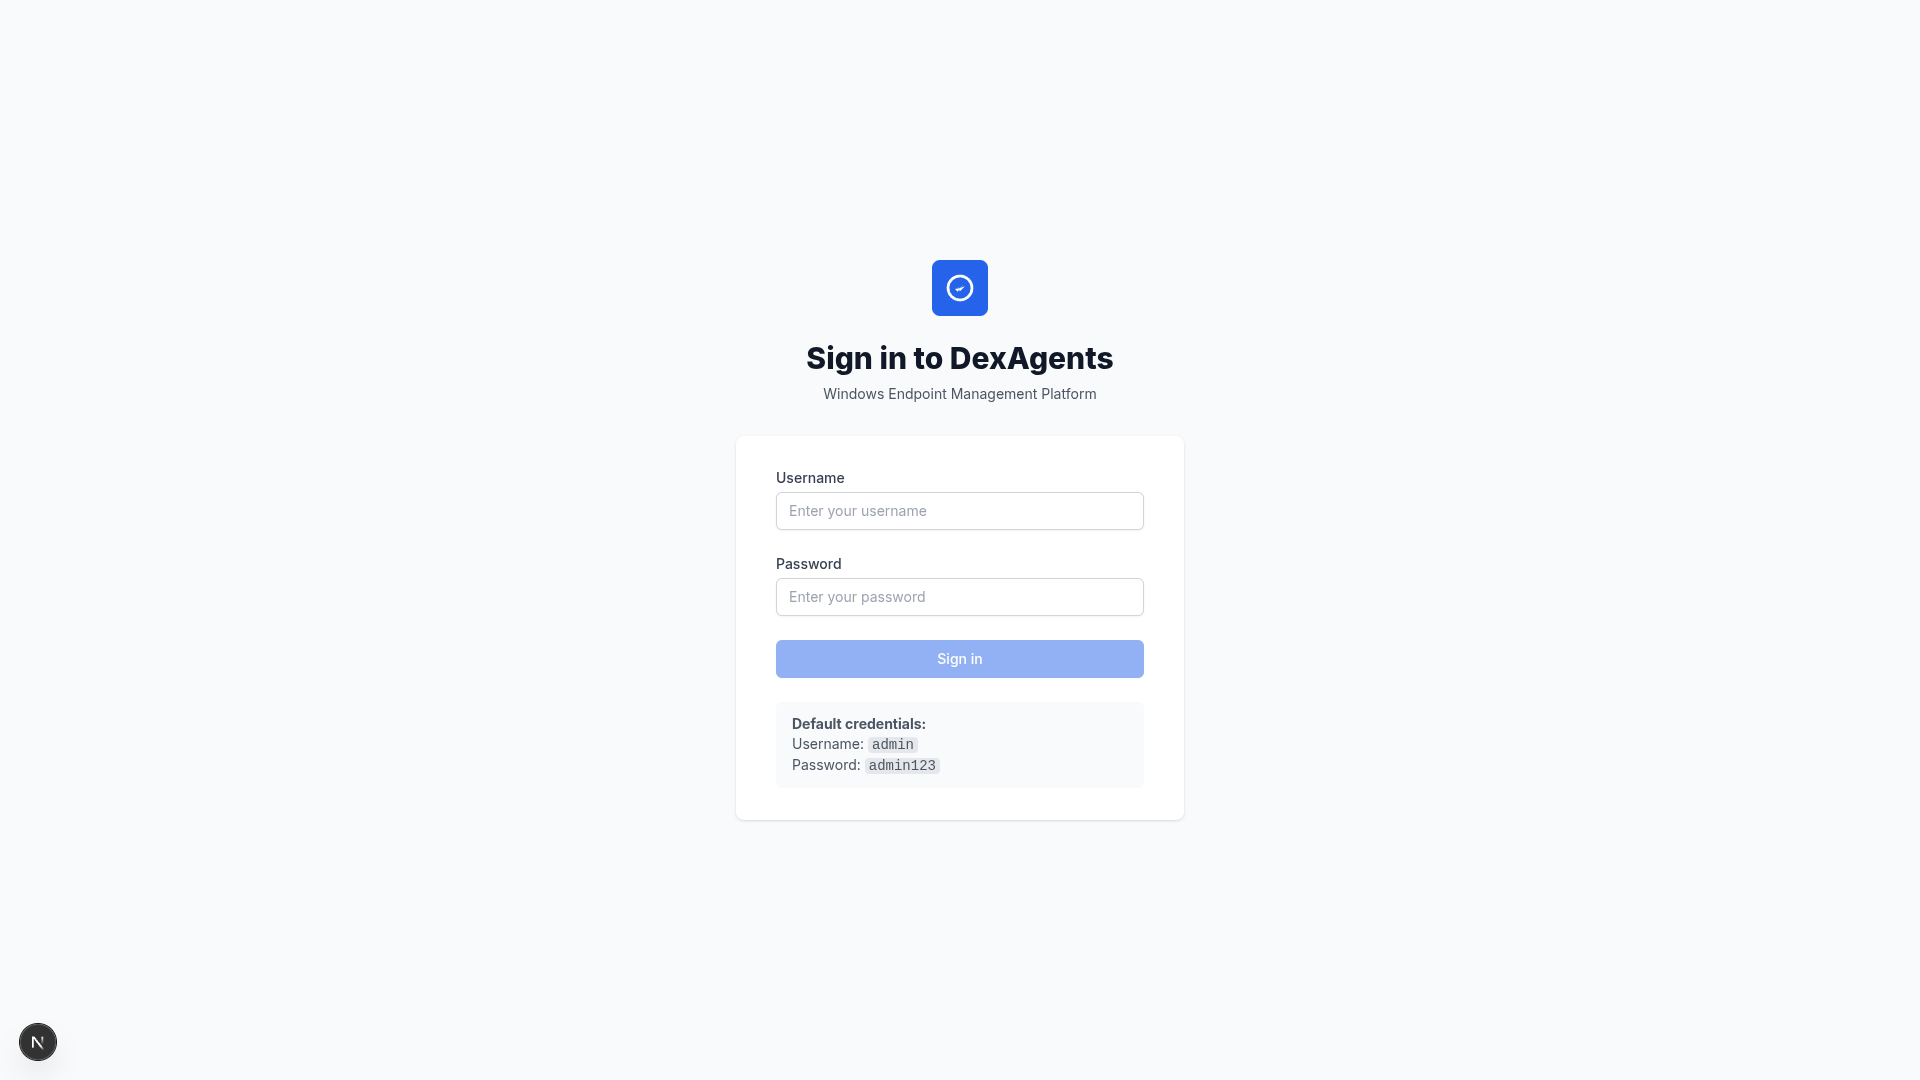 Sign in to DexAgents
Windows Endpoint Management Platform
Username
Enter your username
Password
Enter your password
Sign in
Default credentials:
Username: admin
Password: admin123
N